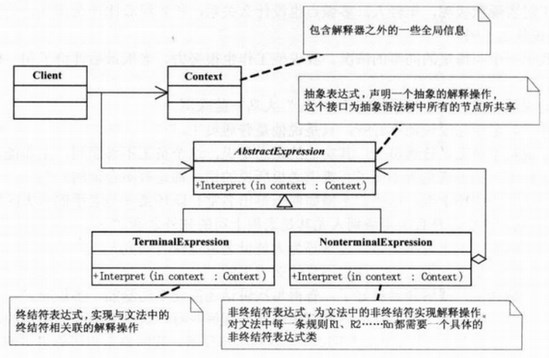 包含解释器之外的一些全局信息
Client
Context
抽象表达式，声明一个抽象的解释操作，
这个接口为抽象语法树中所有的节点所共享
AbstractExpression
+Interpret(in context : Context)
TerminalExpression
NonterminalExpression
+Interpret(in context : Context)
+Interpret(in context : Context)
终结符表达式，实现与文法中的
终结符相关联的解释操作
非终结符表达式，为文法中的非终结符实现解释操作。
对文法中每一条规则R1、R2……Rn都需要一个具体的
非终结符表达式类